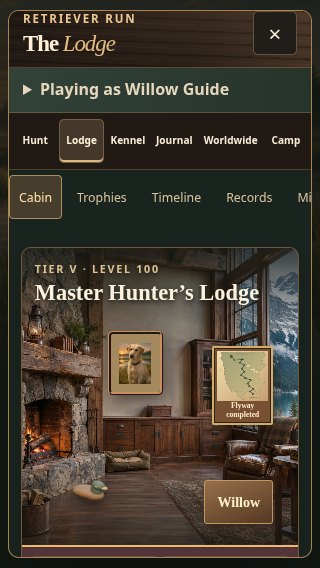 RETRIEVER RUN
The Lodge
✕
▶ Playing as Willow Guide
Hunt Lodge Kennel Journal Worldwide Camp
Cabin Trophies Timeline Records Mi
TIER V · LEVEL 100
Master Hunter’s Lodge
Flyway
completed
Willow